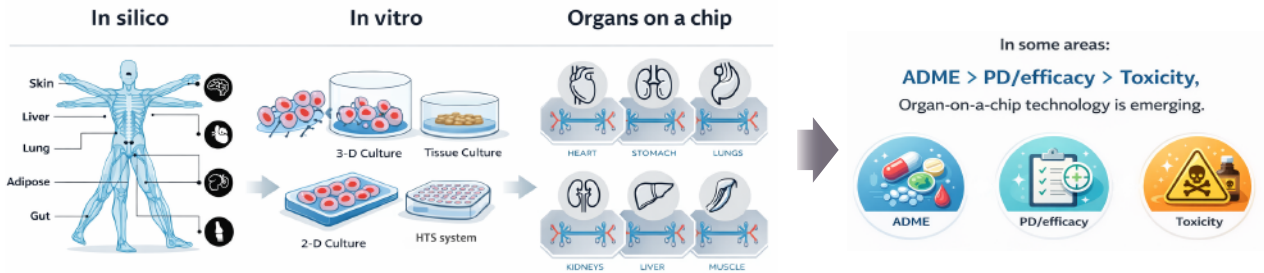 In silico
In vitro
Organs on a chip
Skin
Liver
Lung
Adipose
Gut
3-D Culture
Tissue Culture
2-D Culture
HTS system
HEART
STOMACH
LUNGS
KIDNEYS
LIVER
MUSCLE
In some areas:
ADME > PD/efficacy > Toxicity,
Organ-on-a-chip technology is emerging.
ADME
PD/efficacy
Toxicity